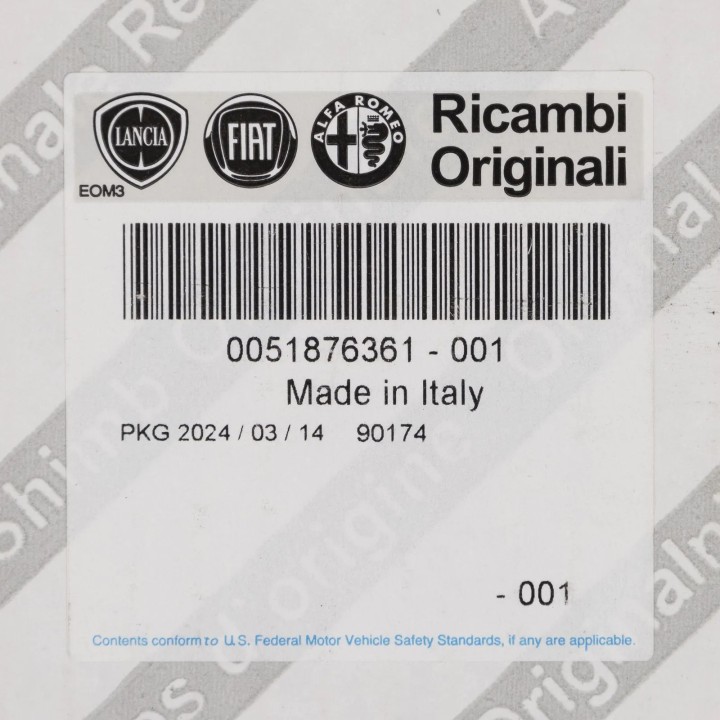 LANCIA
FIAT
ALFA ROMEO
Ricambi
Originali
EOM3
0051876361 - 001
Made in Italy
PKG 2024 / 03 / 14 90174
- 001
Contents conform to U.S. Federal Motor Vehicle Safety Standards, if any are applicable.